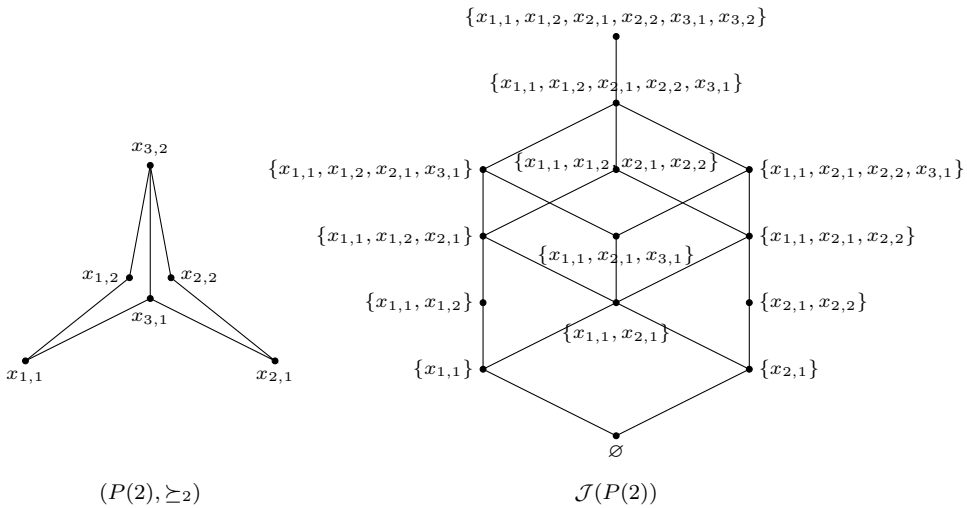 {x_{1,1}, x_{1,2}, x_{2,1}, x_{2,2}, x_{3,1}, x_{3,2}}
{x_{1,1}, x_{1,2}, x_{2,1}, x_{2,2}, x_{3,1}}
x_{3,2}
{x_{1,1}, x_{1,2}, x_{2,1}, x_{3,1}} {x_{1,1}, x_{1,2}, x_{2,1}, x_{2,2}} {x_{1,1}, x_{2,1}, x_{2,2}, x_{3,1}}
{x_{1,1}, x_{1,2}, x_{2,1}} {x_{1,1}, x_{2,1}, x_{2,2}}
{x_{1,1}, x_{2,1}, x_{3,1}}
x_{1,2} x_{2,2}
{x_{1,1}, x_{1,2}} {x_{2,1}, x_{2,2}}
x_{3,1}
{x_{1,1}, x_{2,1}}
x_{1,1} x_{2,1} {x_{1,1}} {x_{2,1}}
∅
(P(2), ⪰_2) 𝒥(P(2))